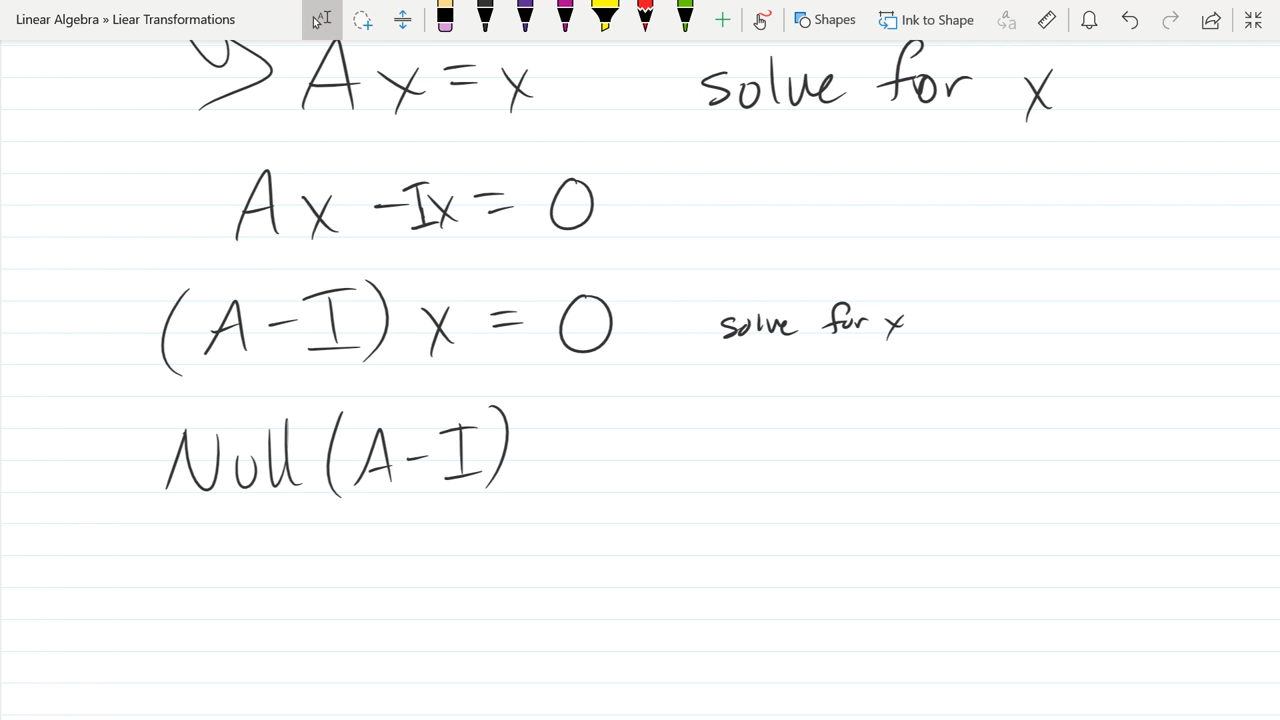 Linear Algebra » Liear Transformations
Shapes
Ink to Shape
Ax = x solve for x
Ax - Ix = 0
(A - I) x = 0 solve for x
Null (A - I)